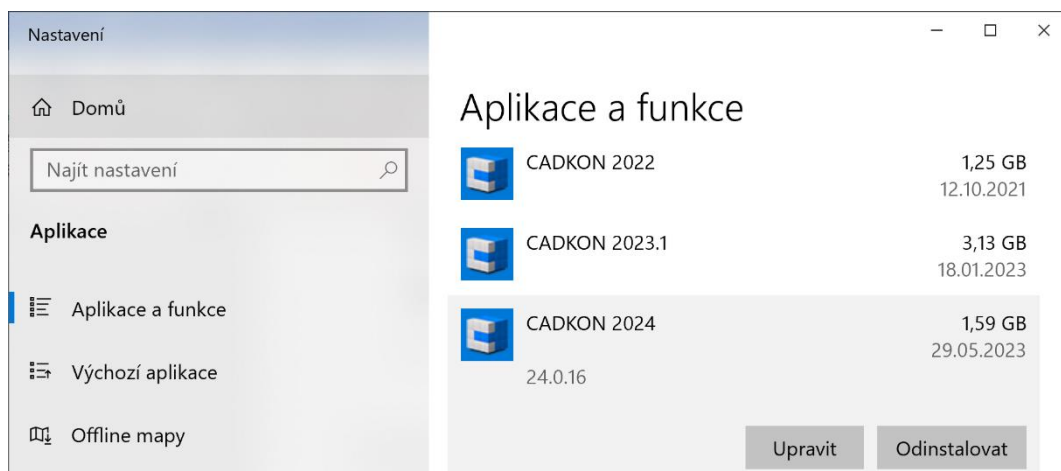 Nastavení
Domů
Najít nastavení
Aplikace
Aplikace a funkce
Výchozí aplikace
Offline mapy
Aplikace a funkce
CADKON 2022 1,25 GB
12.10.2021
CADKON 2023.1 3,13 GB
18.01.2023
CADKON 2024 1,59 GB
29.05.2023
24.0.16
Upravit Odinstalovat